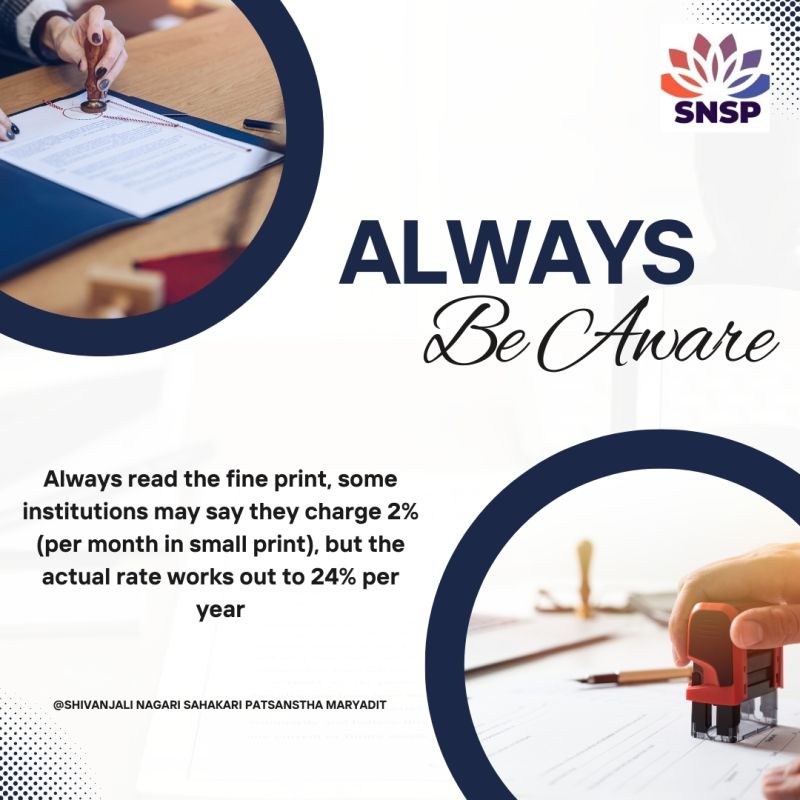 SNSP
ALWAYS
Be Aware
Always read the fine print, some
institutions may say they charge 2%
(per month in small print), but the
actual rate works out to 24% per
year
@SHIVANJALI NAGARI SAHAKARI PATSANSTHA MARYADIT